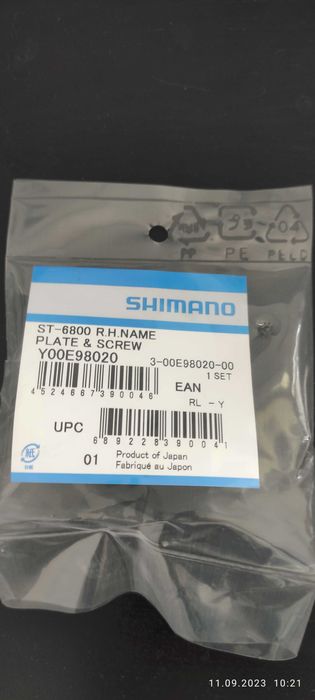 PP PE
SHIMANO
ST-6800 R.H.NAME
PLATE & SCREW
Y00E98020
3-00E98020-00
1 SET
4524667390046
EAN
RL - Y
UPC
689228390041
紙
01
Product of Japan
Fabriqué au Japon
11.09.2023 10:21